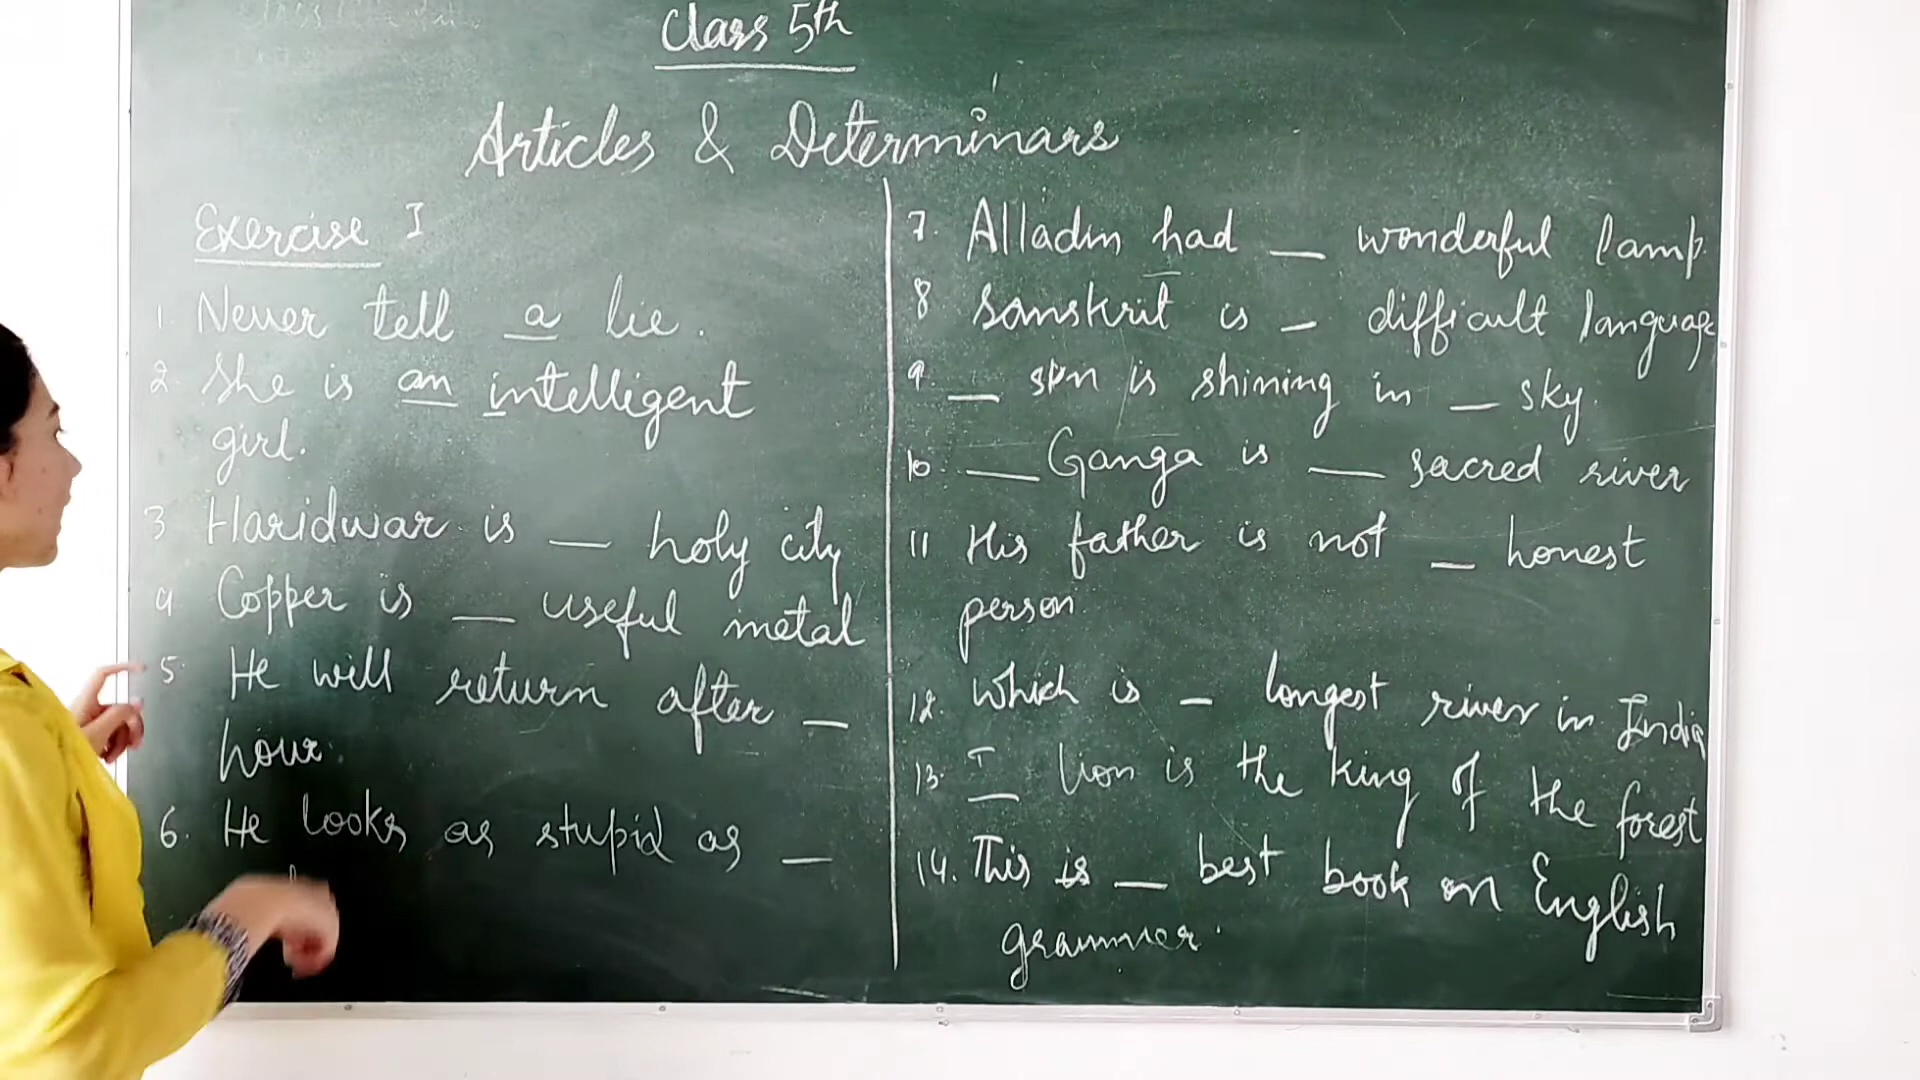 Class 5th
Articles & Determinars
Exercise I
1. Never tell a lie.
2. She is an intelligent
girl.
3 Haridwar is __ holy city
4 Copper is __ useful metal
5. He will return after __
hour.
6. He looks as stupid as __
7. Alladin had __ wonderful lamp.
8 Sanskrit is __ difficult language
9. __ sun is shining in __ sky.
10. __ Ganga is __ sacred river
11 His father is not __ honest
person.
12. Which is __ longest river in India
13. __ lion is the king of the forest
14. This is __ best book on English
grammer.